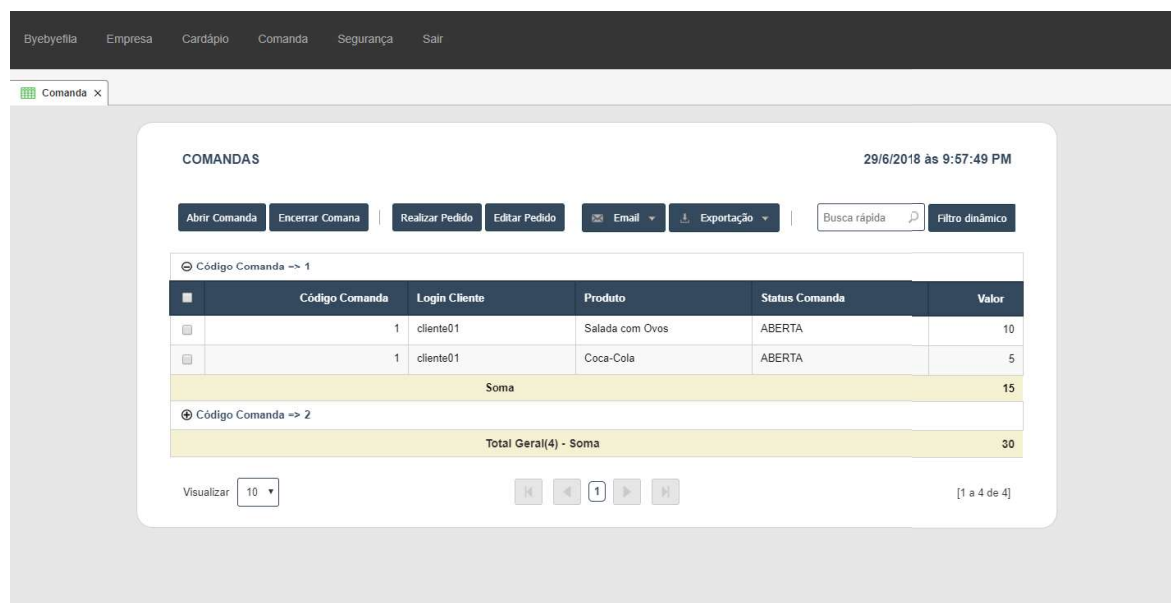 Byebyefila Empresa Cardápio Comanda Segurança Sair
Comanda X
COMANDAS 29/6/2018 às 9:57:49 PM
Abrir Comanda Encerrar Comana Realizar Pedido Editar Pedido Email Exportação Busca rápida Filtro dinâmico
Código Comanda => 1
Código Comanda Login Cliente Produto Status Comanda Valor
1 cliente01 Salada com Ovos ABERTA 10
1 cliente01 Coca-Cola ABERTA 5
Soma 15
Código Comanda => 2
Total Geral(4) - Soma 30
Visualizar 10 1 [1 a 4 de 4]